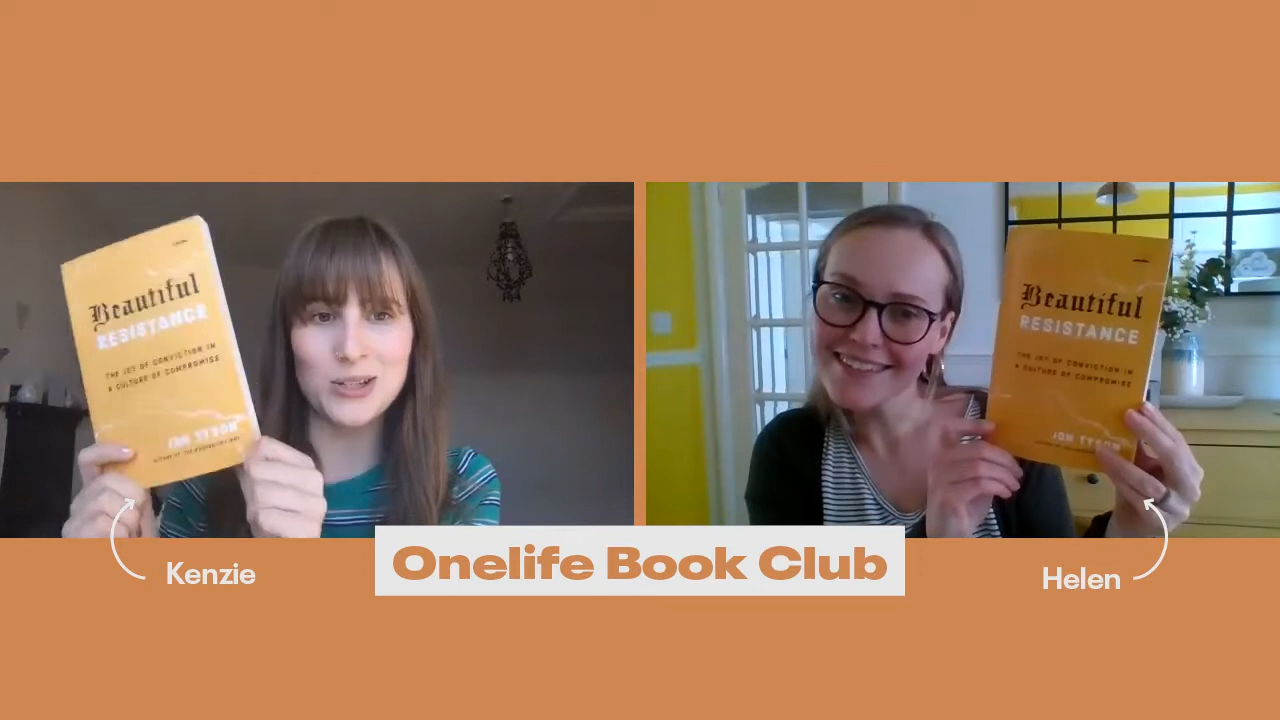 Beautiful
RESISTANCE
THE JOY OF CONVICTION IN
A CULTURE OF COMPROMISE
JON TYSON
Beautiful
RESISTANCE
THE JOY OF CONVICTION IN
A CULTURE OF COMPROMISE
JON TYSON
Onelife Book Club
Kenzie
Helen